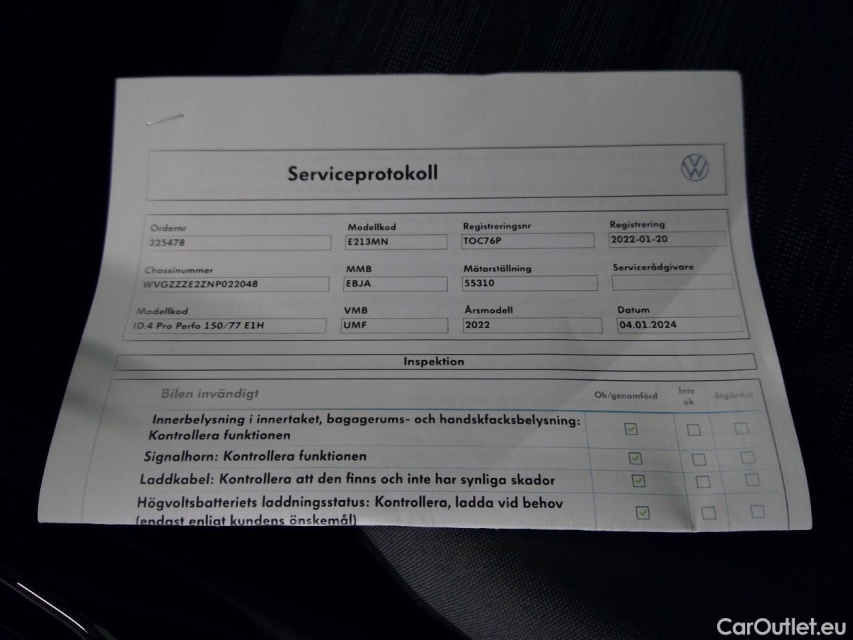 Serviceprotokoll
Ordernr Modellkod Registreringsnr Registrering
325478 E213MN TOC76P 2022-01-20
Chassinummer MMB Mätarställning Servicerådgivare
WVGZZZE2ZNP022048 EBJA 55310
Modellkod VMB Årsmodell Datum
ID.4 Pro Perfo 150/77 E1H UMF 2022 04.01.2024
Inspektion
Bilen invändigt Ok/genomförd Inte ok åtgärdat
Innerbelysning i innertaket, bagagerums- och handskfacksbelysning:
Kontrollera funktionen
Signalhorn: Kontrollera funktionen
Laddkabel: Kontrollera att den finns och inte har synliga skador
Högvoltsbatteriets laddningsstatus: Kontrollera, ladda vid behov
(endast enligt kundens önskemål)
CarOutlet.eu